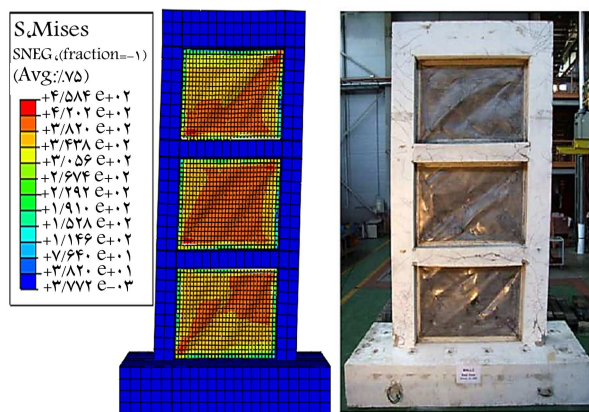 S،Mises
SNEG،(fraction=-۱)
(Avg:٪۷۵)
+۴/۵۸۴ e+۰۲
+۴/۲۰۲ e+۰۲
+۳/۸۲۰ e+۰۲
+۳/۴۳۸ e+۰۲
+۳/۰۵۶ e+۰۲
+۲/۶۷۴ e+۰۲
+۲/۲۹۲ e+۰۲
+۱/۹۱۰ e+۰۲
+۱/۵۲۸ e+۰۲
+۱/۱۴۶ e+۰۲
+۷/۶۴۰ e+۰۱
+۳/۸۲۰ e+۰۱
+۳/۷۷۲ e-۰۳